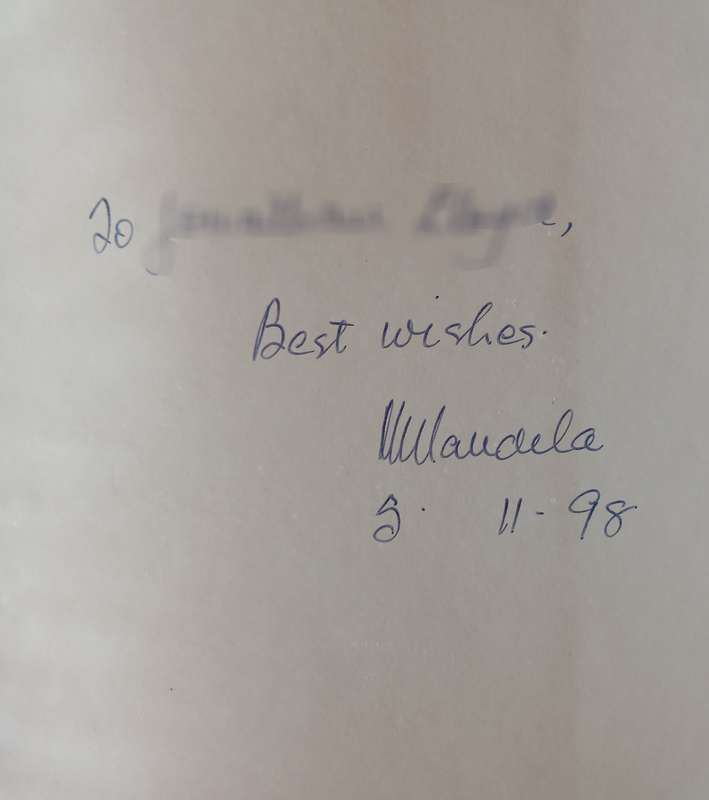 To
Best wishes.
NMandela
5. 11-98